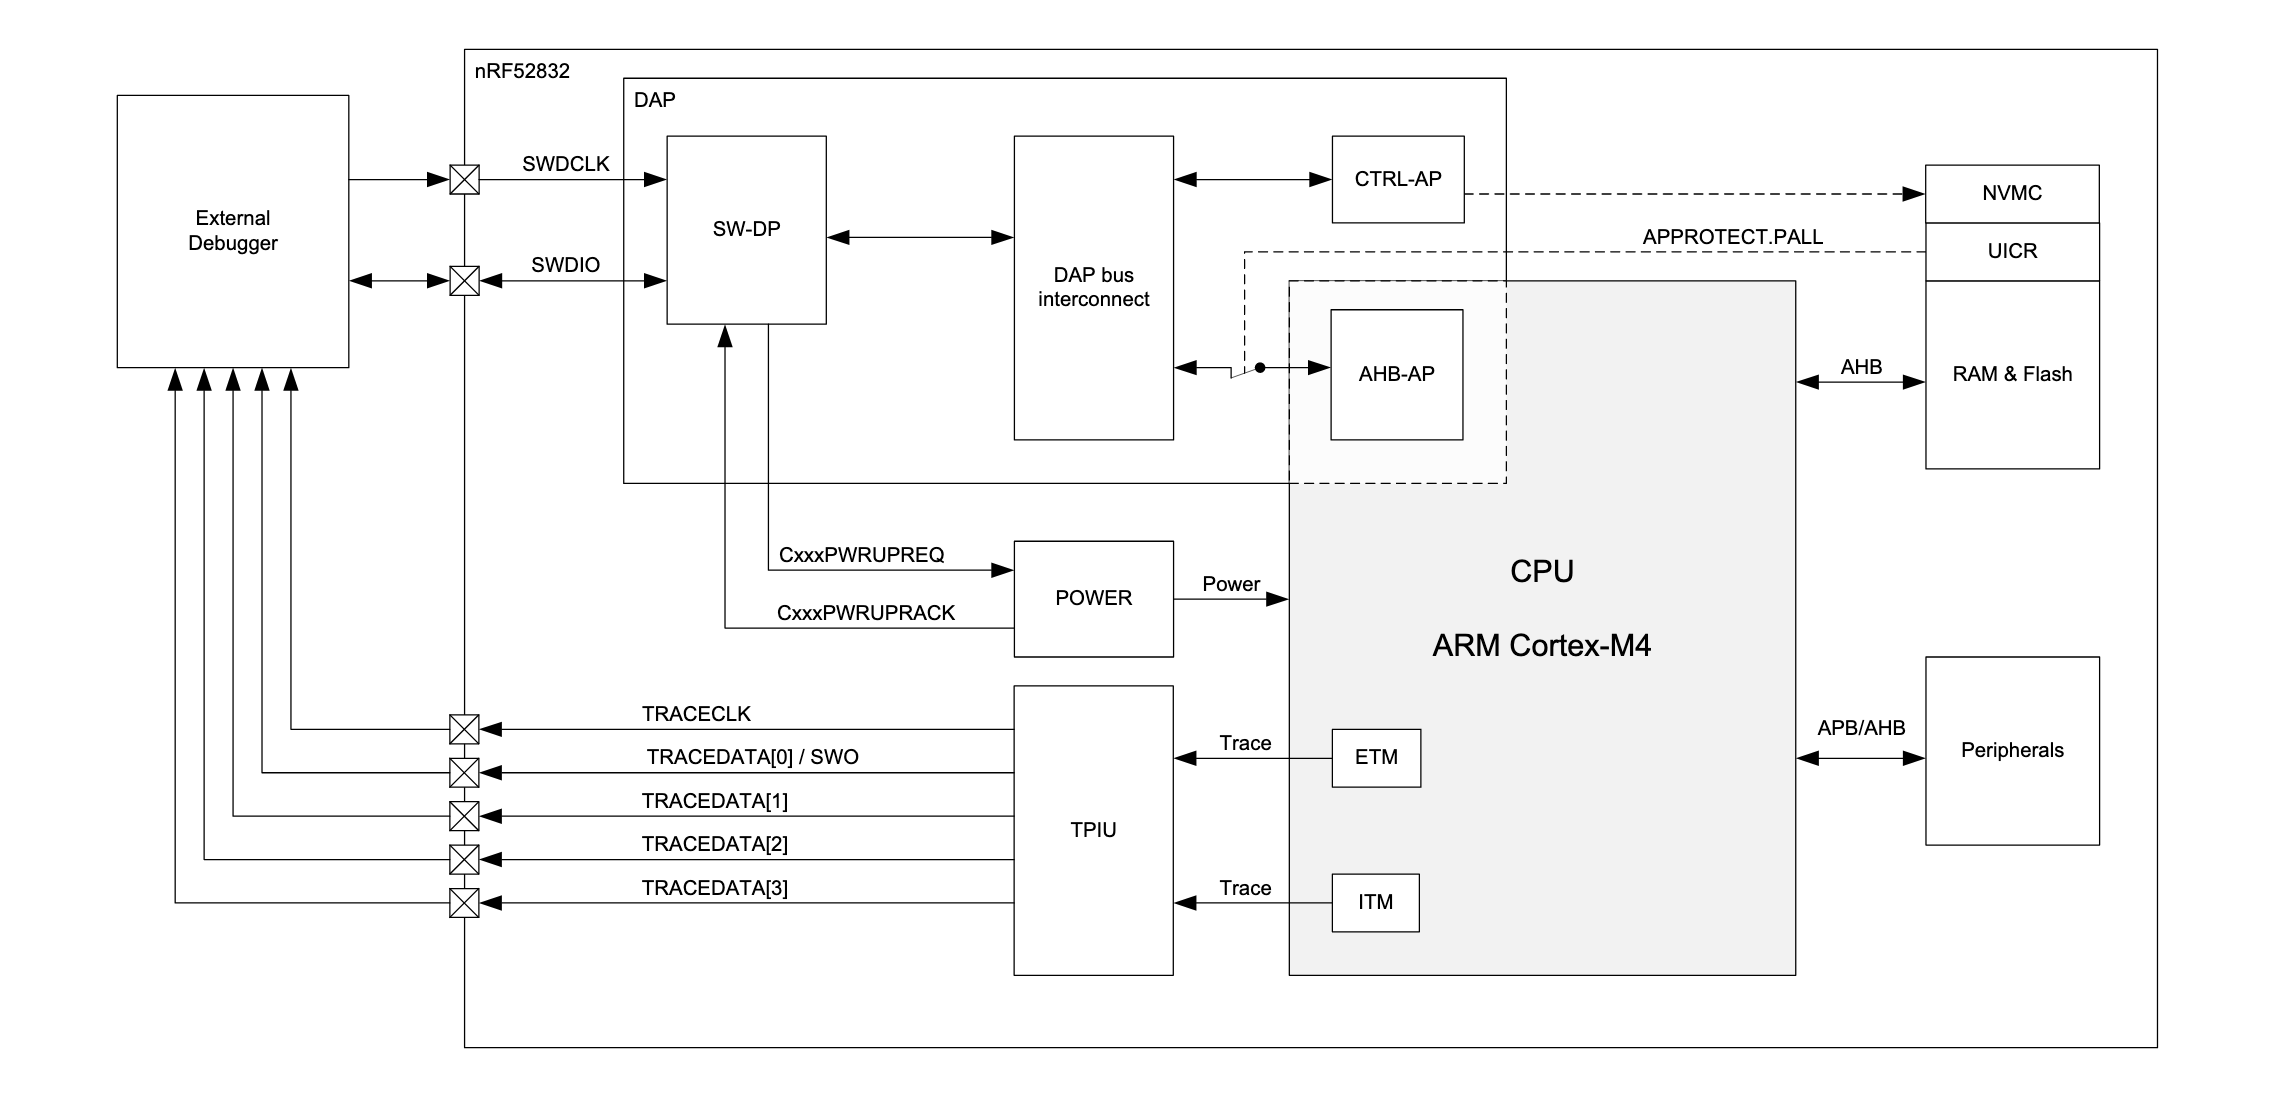 nRF52832
DAP
External
Debugger
SWDCLK
SWDIO
SW-DP
DAP bus
interconnect
CTRL-AP
AHB-AP
APPROTECT.PALL
NVMC
UICR
RAM & Flash
AHB
CxxxPWRUPREQ
CxxxPWRUPRACK
POWER
Power
CPU
ARM Cortex-M4
TRACECLK
TRACEDATA[0] / SWO
TRACEDATA[1]
TRACEDATA[2]
TRACEDATA[3]
TPIU
Trace
ETM
Trace
ITM
APB/AHB
Peripherals